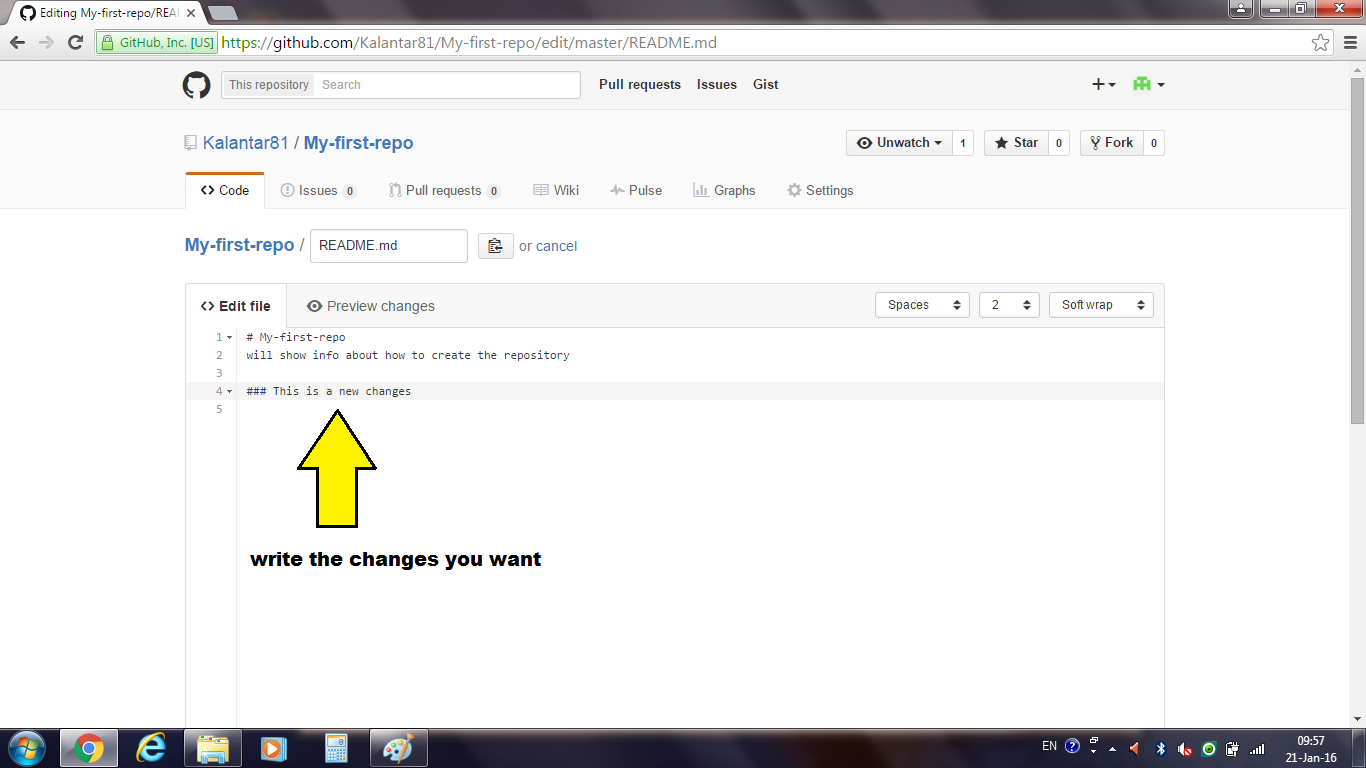 Editing My-first-repo/REA
GitHub, Inc. [US] https://github.com/Kalantar81/My-first-repo/edit/master/README.md
This repository Search Pull requests Issues Gist
Kalantar81 / My-first-repo
Unwatch 1 Star 0 Fork 0
Code Issues 0 Pull requests 0 Wiki Pulse Graphs Settings
My-first-repo / README.md or cancel
Edit file Preview changes Spaces 2 Soft wrap
1 # My-first-repo
2 will show info about how to create the repository
3
4 ### This is a new changes
5
write the changes you want
EN 09:57
21-Jan-16